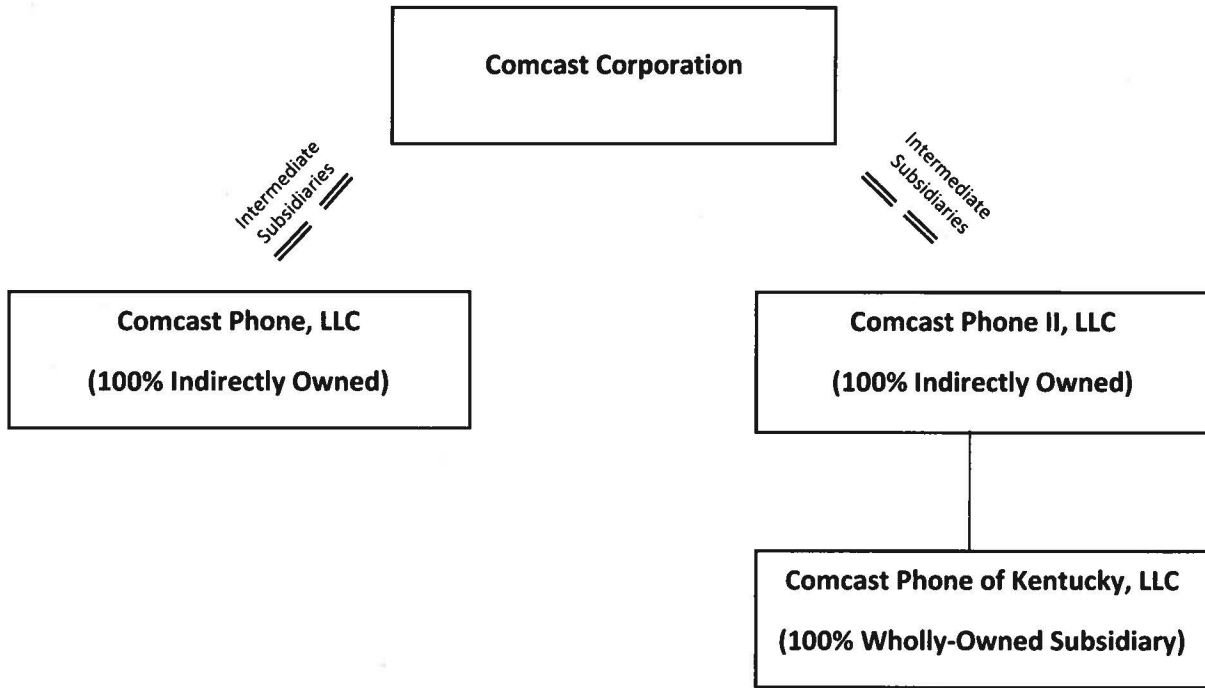 Comcast Corporation
Intermediate
Subsidiaries
Intermediate
Subsidiaries
Comcast Phone, LLC
(100% Indirectly Owned)
Comcast Phone II, LLC
(100% Indirectly Owned)
Comcast Phone of Kentucky, LLC
(100% Wholly-Owned Subsidiary)